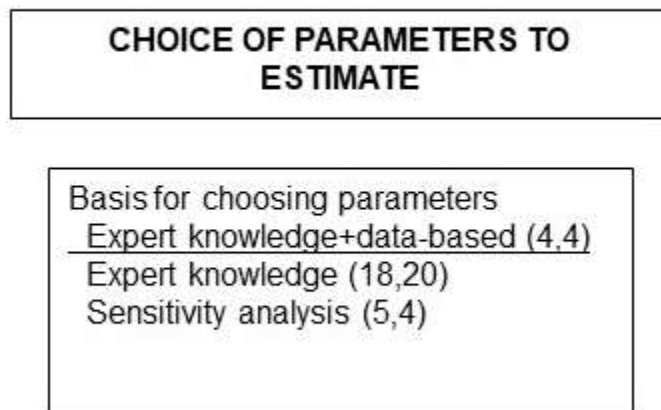 CHOICE OF PARAMETERS TO
ESTIMATE
Basis for choosing parameters
Expert knowledge+data-based (4,4)
Expert knowledge (18,20)
Sensitivity analysis (5,4)